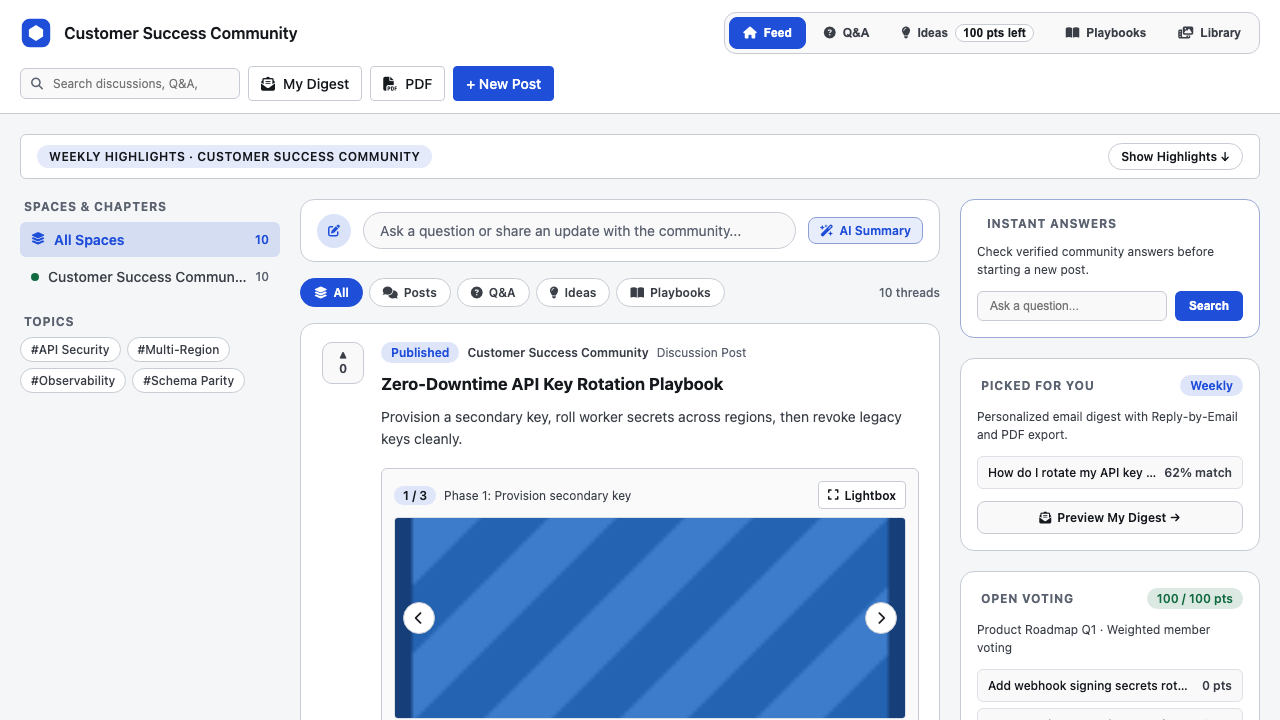 Customer Success Community
Feed
Q&A
Ideas 100 pts left
Playbooks
Library
Search discussions, Q&A,
My Digest
PDF
+ New Post
WEEKLY HIGHLIGHTS · CUSTOMER SUCCESS COMMUNITY
Show Highlights ↓
SPACES & CHAPTERS
All Spaces 10
Customer Success Commun... 10
TOPICS
#API Security
#Multi-Region
#Observability
#Schema Parity
Ask a question or share an update with the community...
AI Summary
All
Posts
Q&A
Ideas
Playbooks
10 threads
▲
0
Published Customer Success Community Discussion Post
Zero-Downtime API Key Rotation Playbook
Provision a secondary key, roll worker secrets across regions, then revoke legacy
keys cleanly.
1 / 3 Phase 1: Provision secondary key
Lightbox
INSTANT ANSWERS
Check verified community answers before
starting a new post.
Ask a question...
Search
PICKED FOR YOU
Weekly
Personalized email digest with Reply-by-Email
and PDF export.
How do I rotate my API key ... 62% match
Preview My Digest →
OPEN VOTING
100 / 100 pts
Product Roadmap Q1 · Weighted member
voting
Add webhook signing secrets rot... 0 pts